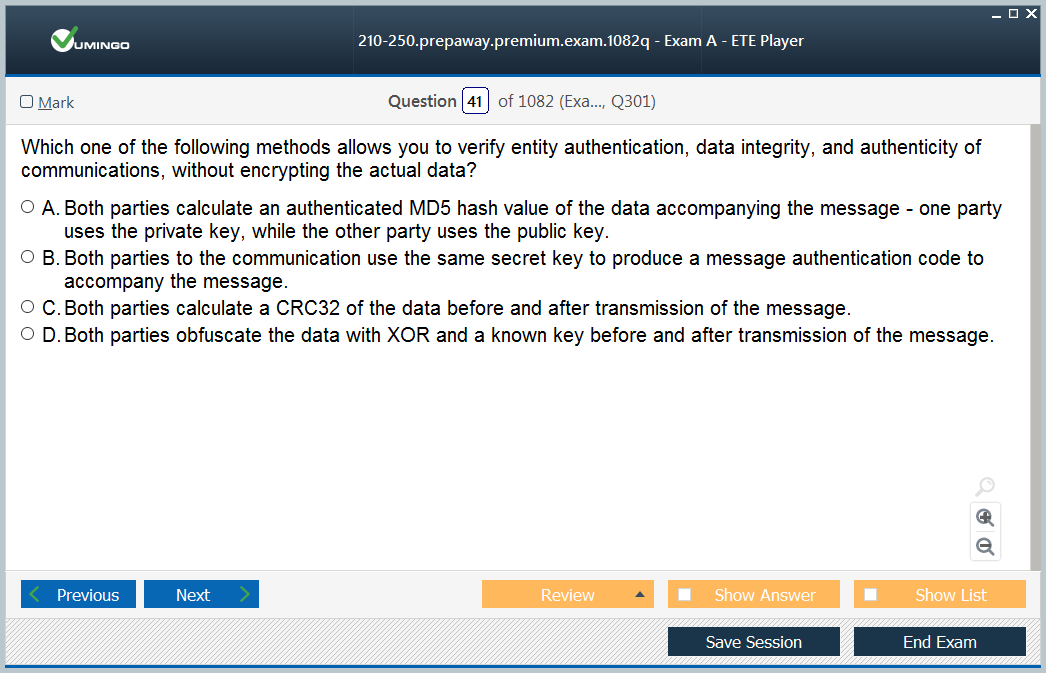 VUMINGO
210-250.prepaway.premium.exam.1082q - Exam A - ETE Player
Mark
Question 41 of 1082 (Exa..., Q301)
Which one of the following methods allows you to verify entity authentication, data integrity, and authenticity of
communications, without encrypting the actual data?
A. Both parties calculate an authenticated MD5 hash value of the data accompanying the message - one party
uses the private key, while the other party uses the public key.
B. Both parties to the communication use the same secret key to produce a message authentication code to
accompany the message.
C. Both parties calculate a CRC32 of the data before and after transmission of the message.
D. Both parties obfuscate the data with XOR and a known key before and after transmission of the message.
Previous
Next
Review
Show Answer
Show List
Save Session
End Exam